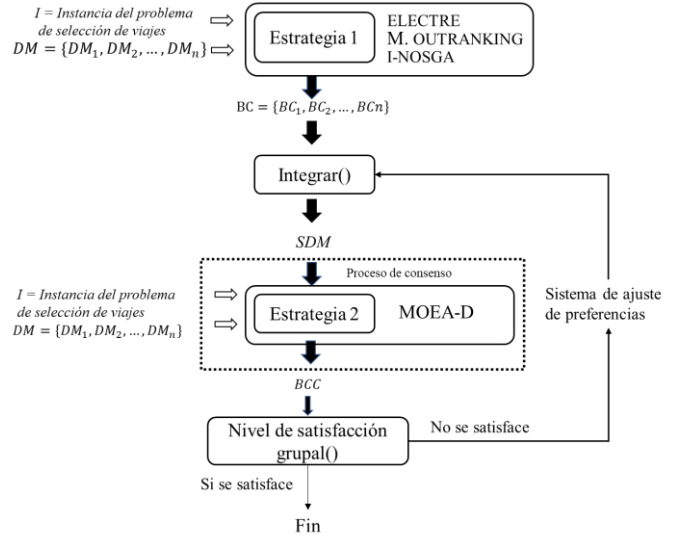 I = Instancia del problema
de selección de viajes
DM = {DM₁, DM₂, … , DMₙ}
Estrategia 1
ELECTRE
M. OUTRANKING
I-NOSGA
BC = {BC₁, BC₂, … , BCn}
Integrar()
SDM
Proceso de consenso
I = Instancia del problema
de selección de viajes
DM = {DM₁, DM₂, … , DMₙ}
Estrategia 2
MOEA-D
Sistema de ajuste
de preferencias
BCC
Nivel de satisfacción
grupal()
No se satisface
Si se satisface
Fin